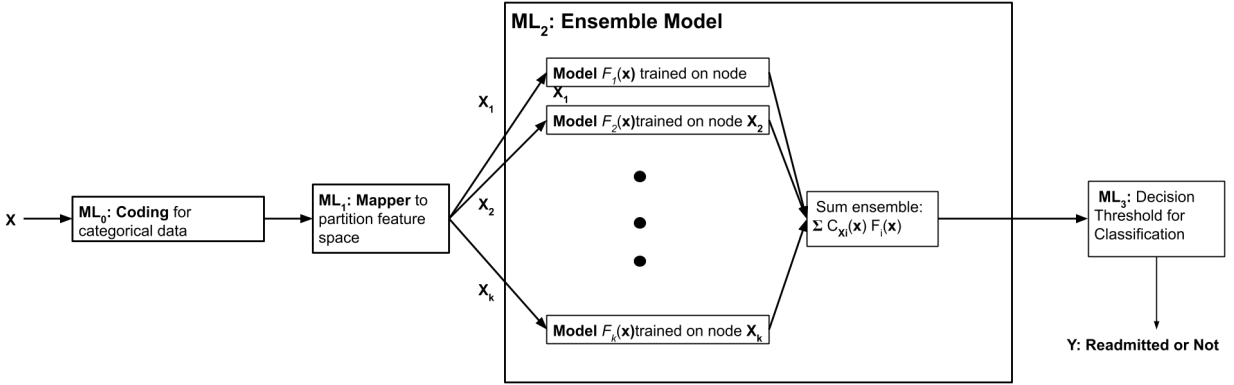 ML₂: Ensemble Model
Model F₁(x) trained on node
X₁
X₁
Model F₂(x)trained on node X₂
X
ML₀: Coding for
categorical data
ML₁: Mapper to
partition feature
space
X₂
Xₖ
Model Fₖ(x)trained on node Xₖ
Sum ensemble:
Σ C_Xi(x) Fᵢ(x)
ML₃: Decision
Threshold for
Classification
Y: Readmitted or Not